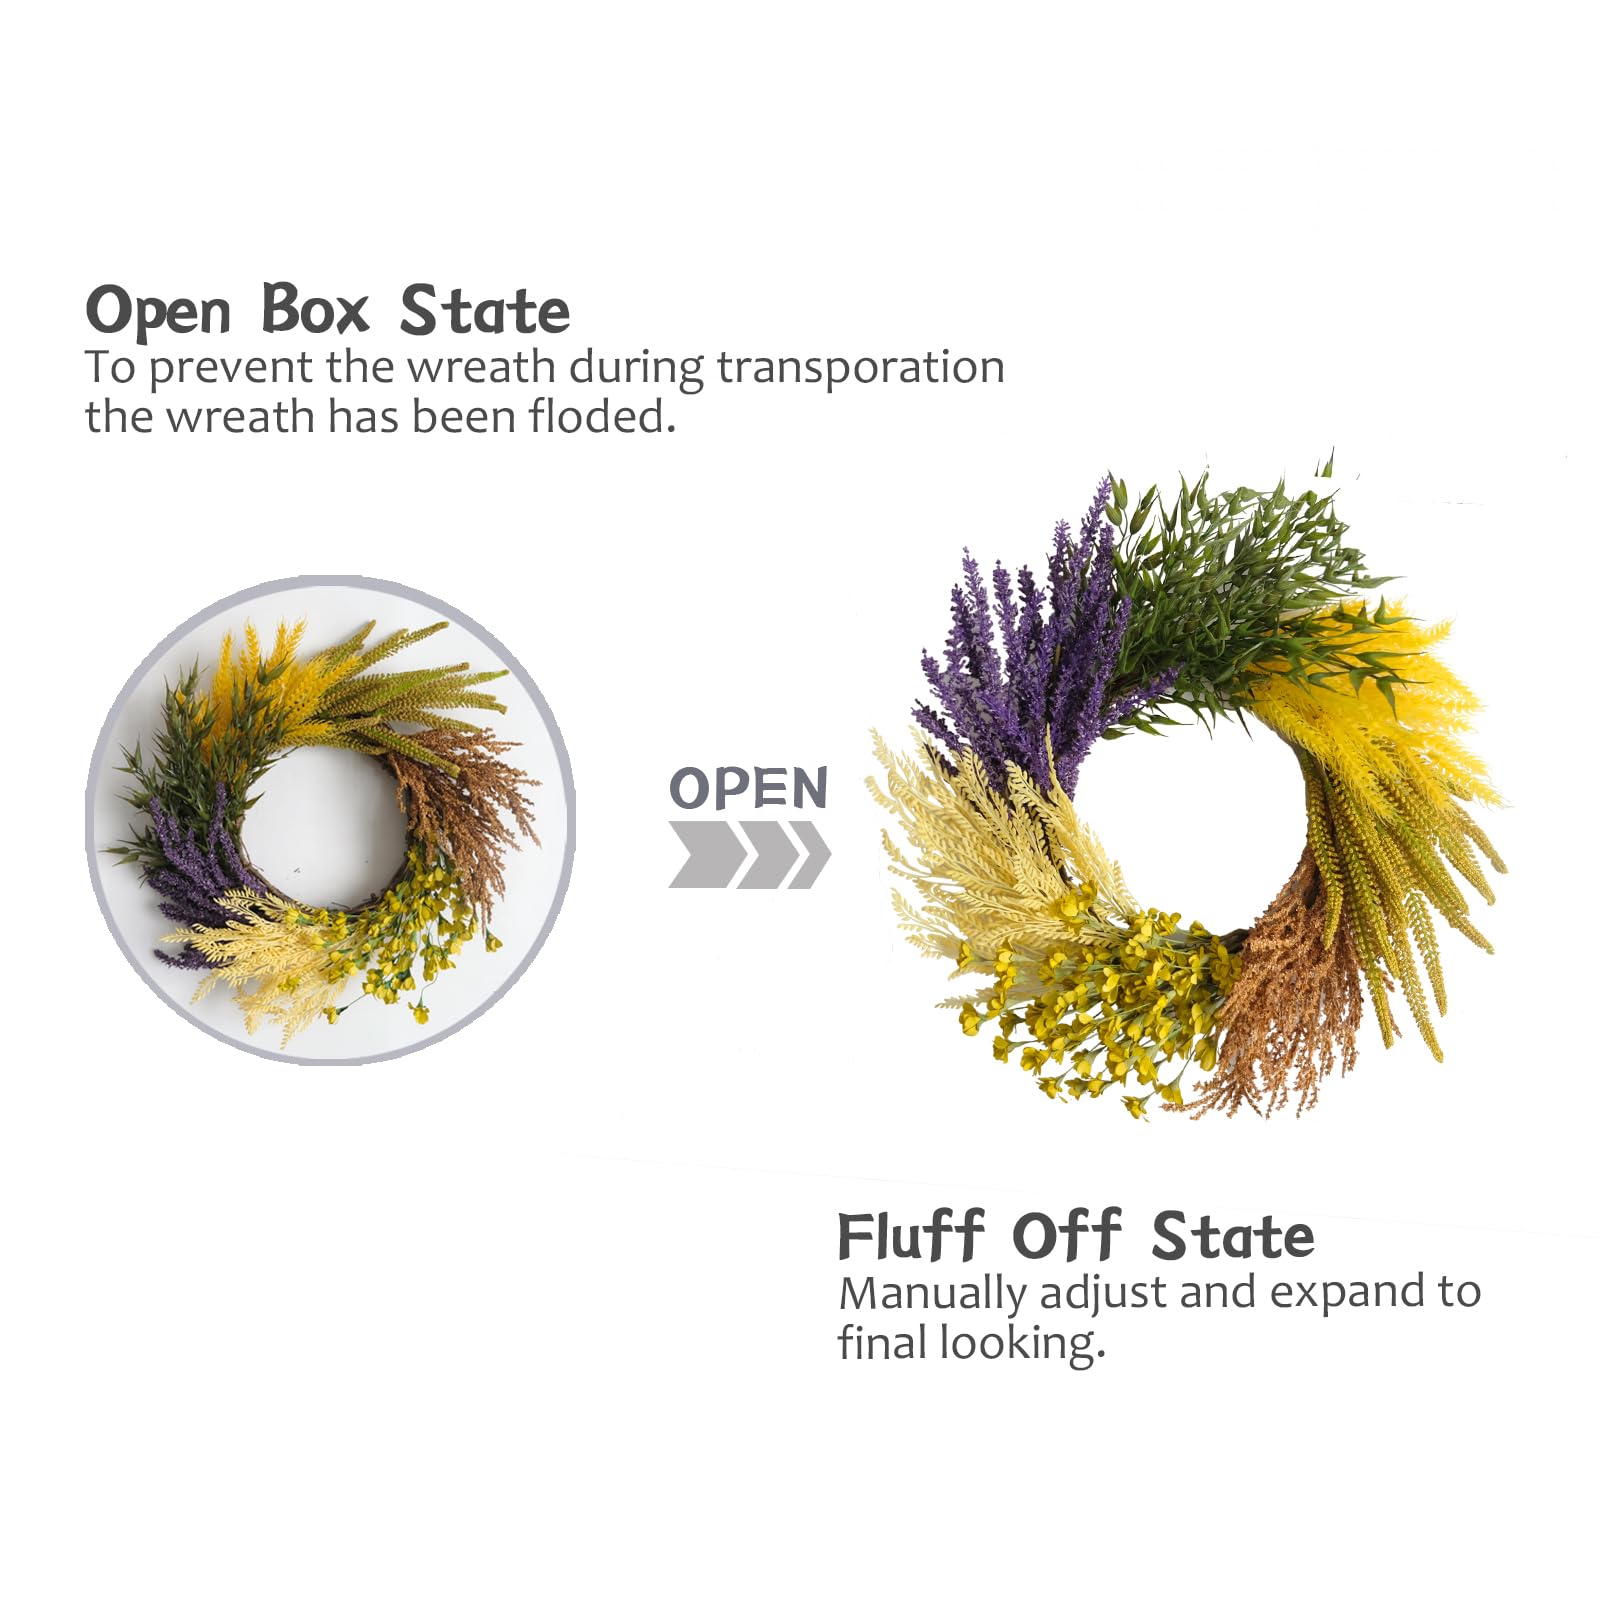 Open Box State
To prevent the wreath during transporation
the wreath has been floded.
OPEN
Fluff Off State
Manually adjust and expand to
final looking.